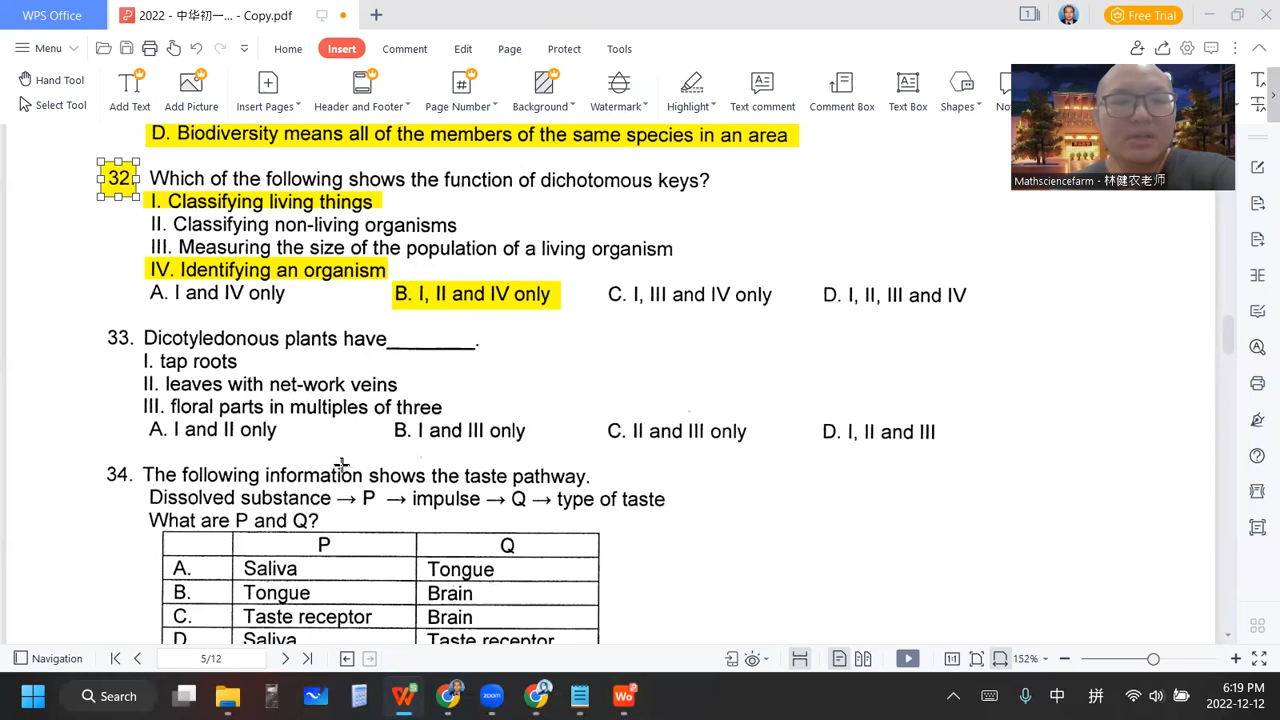 WPS Office
2022 - 中华初一... - Copy.pdf
1
Free Trial
Menu
Home
Insert
Comment
Edit
Page
Protect
Tools
Hand Tool
Select Tool
Add Text
Add Picture
Insert Pages
Header and Footer
Page Number
Background
Watermark
Highlight
Text comment
Comment Box
Text Box
Shapes
Mathsciencefarm - 林健农老师
D. Biodiversity means all of the members of the same species in an area
32. Which of the following shows the function of dichotomous keys?
I. Classifying living things
II. Classifying non-living organisms
III. Measuring the size of the population of a living organism
IV. Identifying an organism
A. I and IV only B. I, II and IV only C. I, III and IV only D. I, II, III and IV
33. Dicotyledonous plants have________.
I. tap roots
II. leaves with net-work veins
III. floral parts in multiples of three
A. I and II only B. I and III only C. II and III only D. I, II and III
34. The following information shows the taste pathway.
Dissolved substance → P → impulse → Q → type of taste
What are P and Q?
P Q
A. Saliva Tongue
B. Tongue Brain
C. Taste receptor Brain
D. Saliva Taste receptor
Navigation
5/12
1:1
152%
Search
Wo
中
拼
6:19 PM
2022-12-12